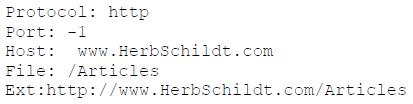 Protocol: http
Port: -1
Host:  www.HerbSchildt.com
File: /Articles
Ext:http://www.HerbSchildt.com/Articles